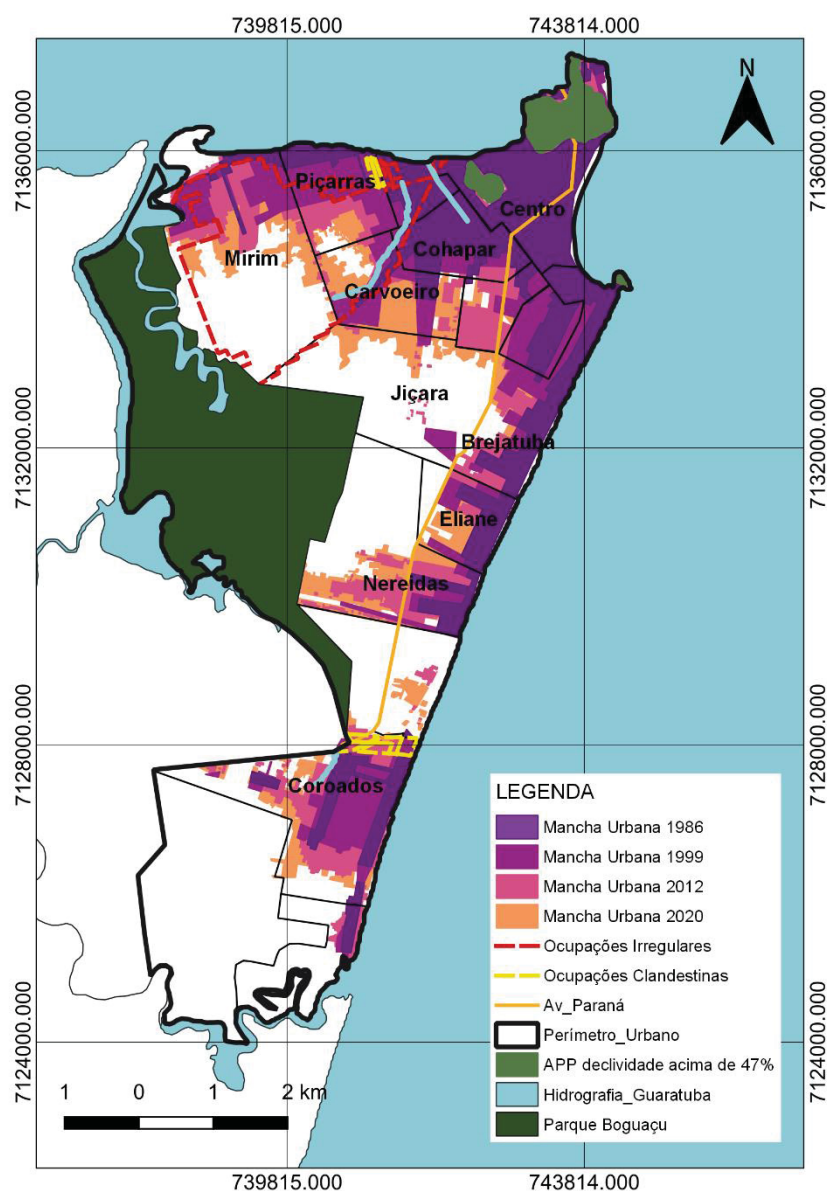 739815.000 743814.000
N
7136000.000
7136000.000
Piçarras
Centro
Cohapar
Mirim
Carvoeiro
Jiçara
7132000.000
7132000.000
Brejatuba
Eliane
Nereidas
7128000.000
7128000.000
Coroados
LEGENDA
Mancha Urbana 1986
Mancha Urbana 1999
Mancha Urbana 2012
Mancha Urbana 2020
Ocupações Irregulares
Ocupações Clandestinas
Av_Paraná
Perímetro_Urbano
APP declividade acima de 47%
Hidrografia_Guaratuba
Parque Boguaçu
7124000.000
7124000.000
1 0 1 2 km
739815.000 743814.000